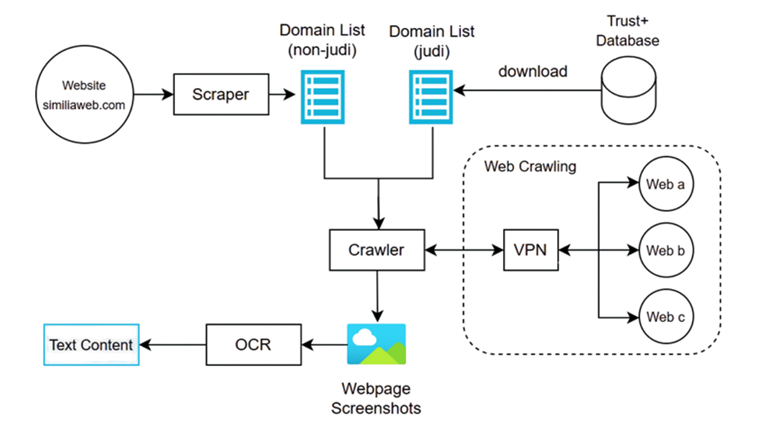 Trust+
Database
Domain List
(non-judi)
Domain List
(judi)
download
Website
similiaweb.com
Scraper
Web Crawling
Web a
Crawler
VPN
Web b
Web c
Text Content
OCR
Webpage
Screenshots